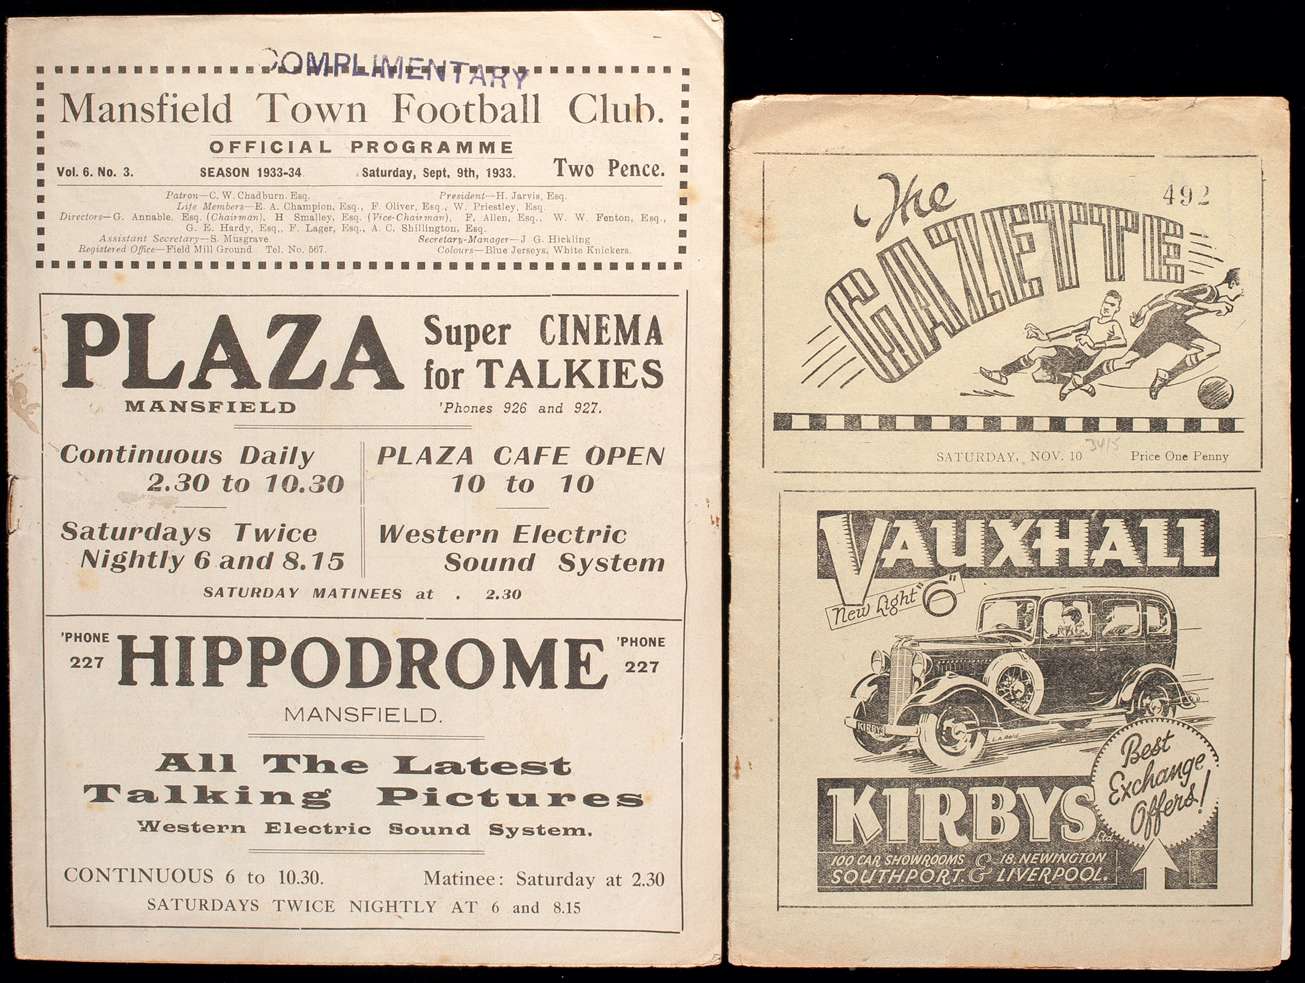 COMPLIMENTARY
Mansfield Town Football Club.
OFFICIAL PROGRAMME
Vol. 6. No. 3. SEASON 1933-34 Saturday, Sept, 9th, 1933. Two Pence.
Patron—C. W. Chadburn. Esq. President—H. Jarvis, Esq.
Life Members—E. A. Champion, Esq., F. Oliver, Esq., W. Priestley, Esq.
Directors—G. Annable, Esq. (Chairman), H Smalley, Esq. (Vice-Chairman), F. Allen, Esq., W. W. Fenton, Esq.,
G. E. Hardy, Esq., F. Lager, Esq., A. C. Shillington, Esq.
Assistant Secretary—S. Musgrave Secretary-Manager—J G. Hickling
Registered Office—Field Mill Ground Tel. No. 567. Colours—Blue Jerseys, White Knickers.
PLAZA
MANSFIELD
Super CINEMA
for TALKIES
'Phones 926 and 927.
Continuous Daily
2.30 to 10.30
Saturdays Twice
Nightly 6 and 8.15
PLAZA CAFE OPEN
10 to 10
Western Electric
Sound System
SATURDAY MATINEES at . 2.30
'PHONE
227
HIPPODROME
'PHONE
227
MANSFIELD.
All The Latest
Talking Pictures
Western Electric Sound System.
CONTINUOUS 6 to 10.30. Matinee: Saturday at 2.30
SATURDAYS TWICE NIGHTLY AT 6 and 8.15
492
The
GAZETTE
34/5
SATURDAY, NOV. 10 Price One Penny
VAUXHALL
New Light "6"
KIRBYS
Best
Exchange
Offers!
KIRBYS LTD.
100 CAR SHOWROOMS & 18, NEWINGTON
SOUTHPORT. & LIVERPOOL.